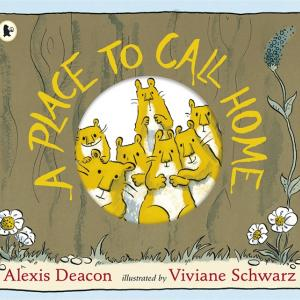 A PLACE TO CALL HOME
Alexis Deacon illustrated by Viviane Schwarz